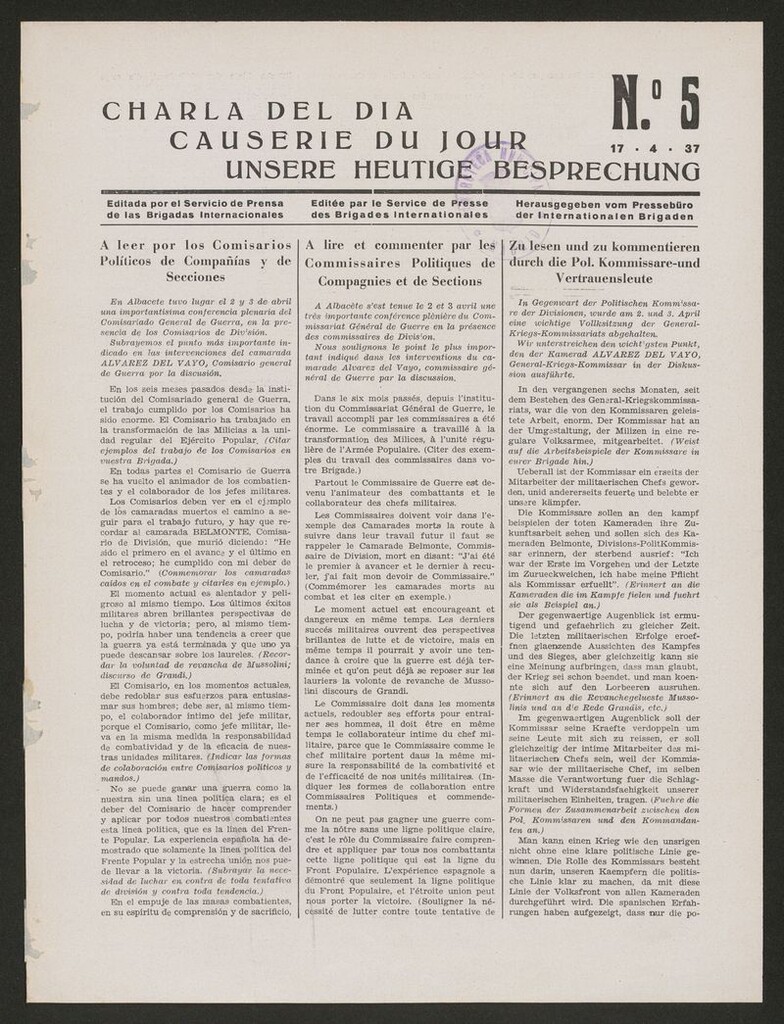 CHARLA DEL DIA
CAUSERIE DU JOUR
UNSERE HEUTIGE BESPRECHUNG
N.º 5
17 - 4 - 37
Editada por el Servicio de Prensa
de las Brigadas Internacionales
Editée par le Service de Presse
des Brigades Internationales
Herausgegeben vom Pressebüro
der Internationalen Brigaden
A leer por los Comisarios
Políticos de Compañías y de
Secciones
En Albacete tuvo lugar el 2 y 3 de abril
una importantísima conferencia plenaria del
Comisariado General de Guerra, en la pre-
sencia de los Comisarios de División.
Subrayemos el punto más importante in-
dicado en las intervenciones del camarada
ALVAREZ DEL VAYO, Comisario general
de Guerra por la discusión.
En los seis meses pasados desde la insti-
tución del Comisariado general de Guerra,
el trabajo cumplido por los Comisarios ha
sido enorme. El Comisario ha trabajado en
la transformación de las Milicias a la uni-
dad regular del Ejército Popular. (Citar
ejemplos del trabajo de los Comisarios en
vuestra Brigada.)
En todas partes el Comisario de Guerra
se ha vuelto el animador de los combatien-
tes y el colaborador de los jefes militares.
Los Comisarios deben ver en el ejemplo
de los camaradas muertos el camino a se-
guir para el trabajo futuro, y hay que re-
cordar al camarada BELMONTE, Comisa-
rio de División, que murió diciendo: "He
sido el primero en el avance y el último en
el retroceso; he cumplido con mi deber de
Comisario." (Conmemorar los camaradas
caídos en el combate y citarles en ejemplo.)
El momento actual es alentador y peli-
groso al mismo tiempo. Los últimos éxitos
militares abren brillantes perspectivas de
lucha y de victoria; pero, al mismo tiem-
po, podría haber una tendencia a creer que
la guerra ya está terminada y que uno ya
puede descansar sobre los laureles. (Recor-
dar la voluntad de revancha de Mussolini;
discurso de Grandi.)
El Comisario, en los momentos actuales,
debe redoblar sus esfuerzos para entusias-
mar sus hombres; debe ser, al mismo tiem-
po, el colaborador íntimo del jefe militar,
porque el Comisario, como jefe militar, lle-
va en la misma medida la responsabilidad
de combatividad y de la eficacia de nues-
tras unidades militares. (Indicar las formas
de colaboración entre Comisarios políticos y
mandos.)
No se puede ganar una guerra como la
nuestra sin una línea política clara; es el
deber del Comisario de hacer comprender
y aplicar por todos nuestros combatientes
esta línea política, que es la línea del Fren-
te Popular. La experiencia española ha de-
mostrado que solamente la línea política del
Frente Popular y la estrecha unión nos pue-
de llevar a la victoria. (Subrayar la nece-
sidad de luchar en contra de toda tentativa
de división y contra toda tendencia.)
En el empuje de las masas combatientes,
en su espíritu de comprensión y de sacrificio,
A lire et commenter par les
Commissaires Politiques de
Compagnies et de Sections
A Albacète s'est tenue le 2 et 3 avril une
très importante conférence plénière du Com-
missariat Général de Guerre en la présence
des commissaires de Division.
Nous soulignons le point le plus impor-
tant indiqué dans les interventions du ca-
marade Alvarez del Vayo, commissaire gé-
néral de Guerre par la discussion.
Dans le six mois passés, depuis l'institu-
tion du Commissariat Général de Guerre, le
travail accompli par les commissaires a été
énorme. Le commissaire a travaillé à la
transformation des Milices, à l'unité régu-
lière de l'Armée Populaire. (Citer des exem-
ples du travail des commissaires dans vo-
tre Brigade.)
Partout le Commissaire de Guerre est de-
venu l'animateur des combattants et le
collaborateur des chefs militaires.
Les Commissaires doivent voir dans l'e-
xemple des Camarades morts la route à
suivre dans leur travail futur il faut se
rappeler le Camarade Belmonte, Commis-
saire de Division, mort en disant: "J'ai été
le premier à avancer et le dernier à recu-
ler, j'ai fait mon devoir de Commissaire."
(Commémorer les camarades morts au
combat et les citer en exemple.)
Le moment actuel est encourageant et
dangereux en même temps. Les derniers
succés militaires ouvrent des perspectives
brillantes de lutte et de victoire, mais en
même temps il pourrait y avoir une ten-
dance à croire que la guerre est déjà ter-
minée et qu'on peut déjà se reposer sur les
lauriers la volonté de revanche de Musso-
lini discours de Grandi.
Le Commissaire doit dans les moments
actuels, redoubler ses efforts pour entraî-
ner ses hommes, il doit être en même
temps le collaborateur intime du chef mi-
litaire, parce que le Commissaire comme le
chef militaire portent daus la même mi-
sure la responsabilité de la combativité et
de l'efficacité de nos unités militaires. (In-
diquer les formes de collaboration entre
Commissaires Politiques et commende-
ments.)
On ne peut pas gagner une guerre com-
me la nôtre sans une ligne politique claire,
c'est le rôle du Commissaire faire compren-
dre et appliquer par tous nos combattants
cette ligne politique qui est la ligne du
Front Populaire. L'expérience espagnole a
démontré que seulement la ligne politique
du Front Populaire, et l'étroite union peut
nous porter la victoire. (Souligner la né-
cessité de lutter contre toute tentative de
Zu lesen und zu kommentieren
durch die Pol. Kommissare-und
Vertrauensleute
In Gegenwart der Politischen Kommissa-
re der Divisionen, wurde am 2. und 3. April
eine wichtige Vollksitzung der General-
Kriegs-Kommissariats abgehalten.
Wir unterstreichen den wicht'gsten Punkt,
den der Kamerad ALVAREZ DEL VAYO,
General-Kriegs-Kommissar in der Diskus-
sion ausführte.
In den vergangenen sechs Monaten, seit
dem Bestehen des General-Kriegskommissa-
riats, war die von den Kommissaren geleis-
tete Arbeit, enorm. Der Kommissar hat an
der Umgestaltung, der Milizen in eine re-
gulare Volksarmee, mitgearbeitet. (Weist
auf die Arbeitsbeispiele der Kommissare in
eurer Brigade hin.)
Ueberall ist der Kommissar ein erseits der
Mitarbeiter der militaerischen Chefs gewor-
den, unid andererseits feuerte und belebte er
unsere kämpfer.
Die Kommissare sollen an den kampf
beispielen der toten Kameraden ihre Zu-
kunftsarbeit sehen und sollen sich des Ka-
meraden Belmonte, Divisions-PolitKommis-
sar erinnern, der sterbend ausrief: "Ich
war der Erste im Vorgehen und der Letzte
im Zurueckweichen, ich habe meine Pflicht
als Kommissar erfuellt". (Erinnert an die
Kameraden die im Kampfe fielen und fuehrt
sie als Beispiel an.)
Der gegenwaertige Augenblick ist ermu-
tigend und gefaehrlich zu gleicher Zeit.
Die letzten militaerischen Erfolge eroef-
fnen glaenzende Aussichten des Kampfes
und des Sieges, aber gleichzeitig kann sie
eine Meinung aufbringen, dass man glaubt,
der Krieg sei schon beendet, und man koen-
nte sich auf den Lorbeeren ausruhen.
(Erinert an die Revanchegelueste Musso-
linis und an die Rede Grandis, etc.)
Im gegenwaertigen Augenblick soll der
Kommissar seine Kraefte verdoppeln um
seine Leute mit sich zu reissen, er soll
gleichzeitig der intime Mitarbeiter des mi-
litaerischen Chefs sein, weil der Kommis-
sar wie der militaerische Chef, im selben
Masse die Verantwortung fuer die Schlag-
kraft und Widerstandsfaehigkeit unserer
militaerischen Einheiten, tragen. (Fuehre die
Formen der Zusammenarbeit zwischen den
Pol. Kommissaren und den Kommandan-
ten an.)
Man kann einen Krieg wie den unsrigen
nicht ohne eine klare politische Linie ge-
winnen. Die Rolle des Kommissars besteht
nun darin, unseren Kaempfern die politis-
che Linie klar zu machen, da mit diese
Linie der Volksfront von allen Kameraden
durchgeführt wird. Die spanischen Erfah-
rungen haben aufgezeigt, dass nur die po-